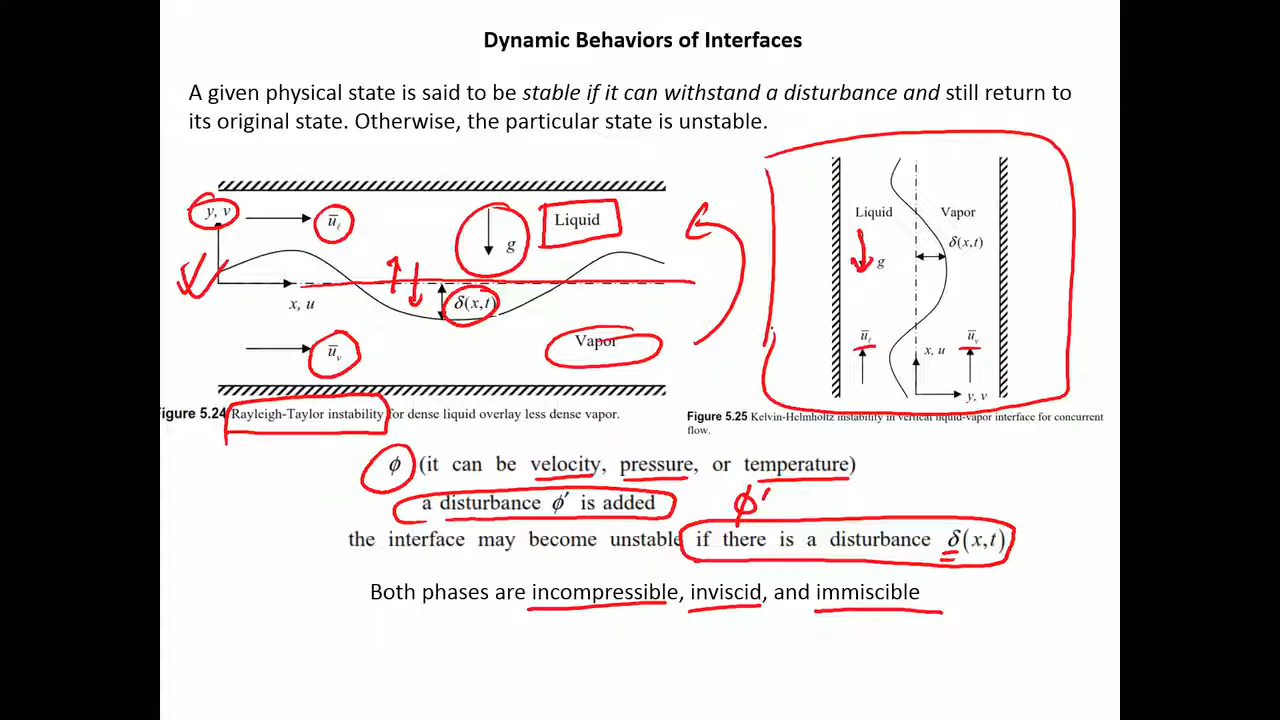 Dynamic Behaviors of Interfaces
A given physical state is said to be stable if it can withstand a disturbance and still return to
its original state. Otherwise, the particular state is unstable.
y, v
ū_ℓ
g
Liquid
x, u
δ(x,t)
ū_v
Vapor
Figure 5.24 Rayleigh-Taylor instability for dense liquid overlay less dense vapor.
Liquid Vapor
δ(x,t)
g
ū_ℓ ū_v
x, u
y, v
Figure 5.25 Kelvin-Helmholtz instability in vertical liquid-vapor interface for concurrent
flow.
ϕ (it can be velocity, pressure, or temperature)
a disturbance ϕ′ is added
ϕ′
the interface may become unstable if there is a disturbance δ(x,t)
Both phases are incompressible, inviscid, and immiscible